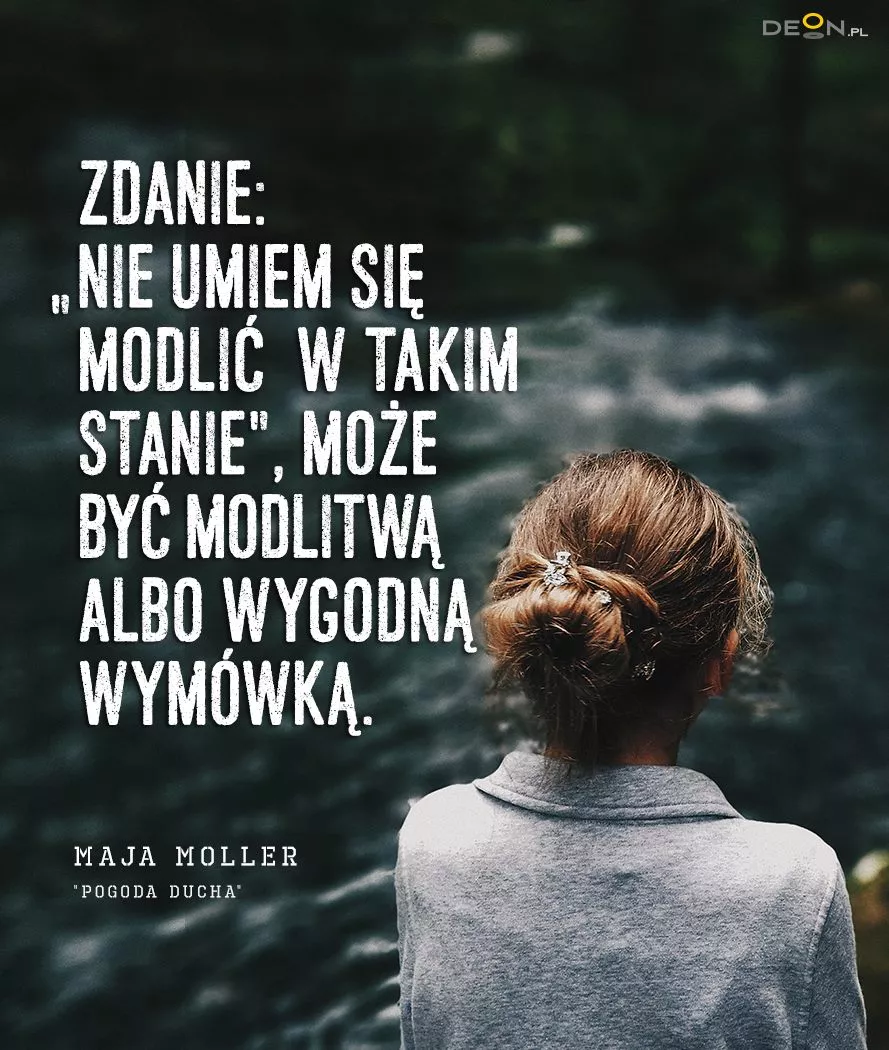 DEON.PL
ZDANIE:
„NIE UMIEM SIĘ
MODLIĆ W TAKIM
STANIE", MOŻE
BYĆ MODLITWĄ
ALBO WYGODNĄ
WYMÓWKĄ.
MAJA MOLLER
"POGODA DUCHA"